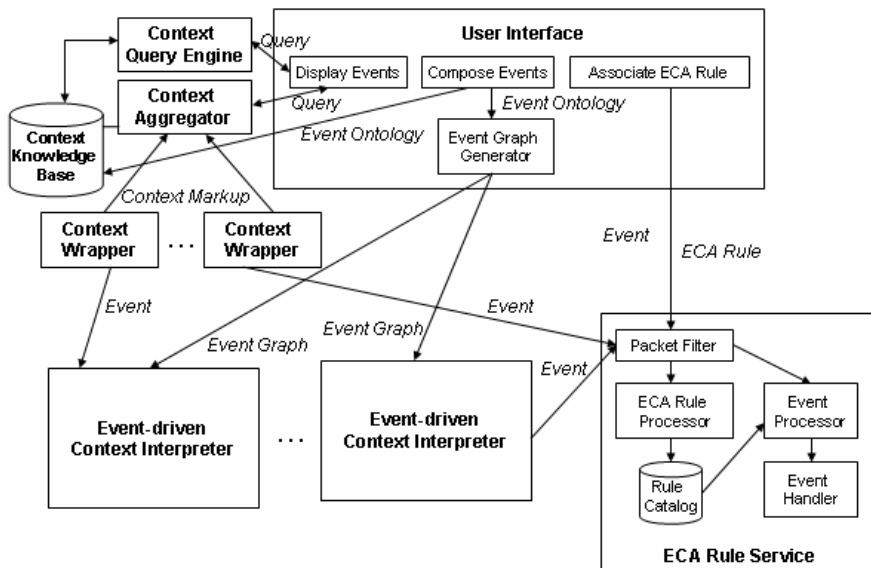 Context
Query Engine
Query
User Interface
Display Events
Compose Events
Associate ECA Rule
Context
Aggregator
Query
Event Ontology
Context
Knowledge
Base
Event Ontology
Event Graph
Generator
Context Markup
Context
Wrapper
...
Context
Wrapper
Event
ECA Rule
Event
Event
Event Graph
Event Graph
Event
Packet Filter
Event-driven
Context Interpreter
...
Event-driven
Context Interpreter
ECA Rule
Processor
Event
Processor
Rule
Catalog
Event
Handler
ECA Rule Service